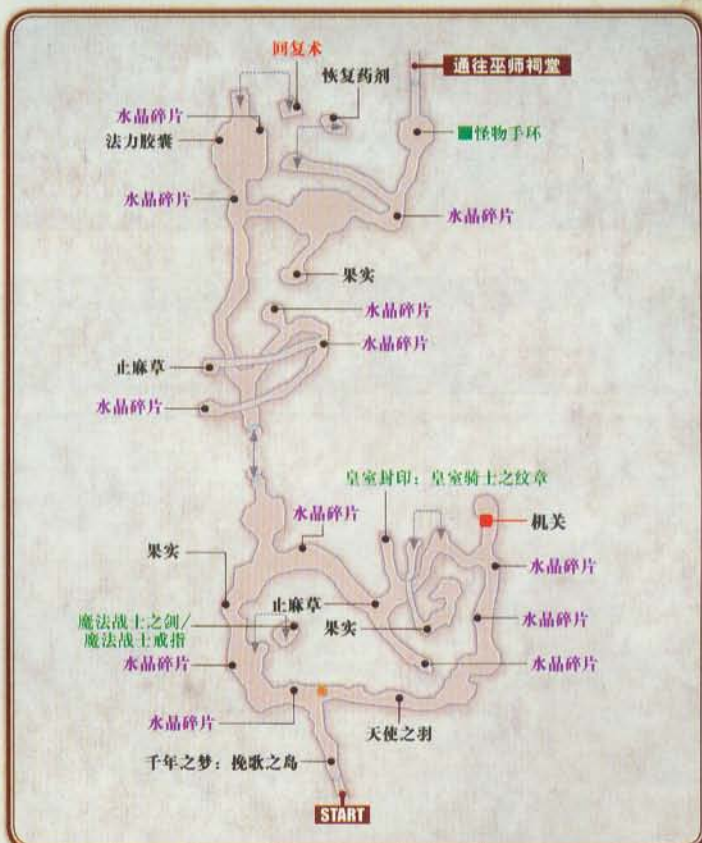 回复术
通往巫师祠堂
恢复药剂
水晶碎片
法力胶囊
怪物手环
水晶碎片
水晶碎片
果实
水晶碎片
水晶碎片
止麻草
水晶碎片
皇室封印：皇室骑士之纹章
水晶碎片
机关
果实
水晶碎片
止麻草
魔法战士之剑/
魔法战士戒指
果实
水晶碎片
水晶碎片
水晶碎片
水晶碎片
天使之羽
千年之梦：挽歌之岛
START